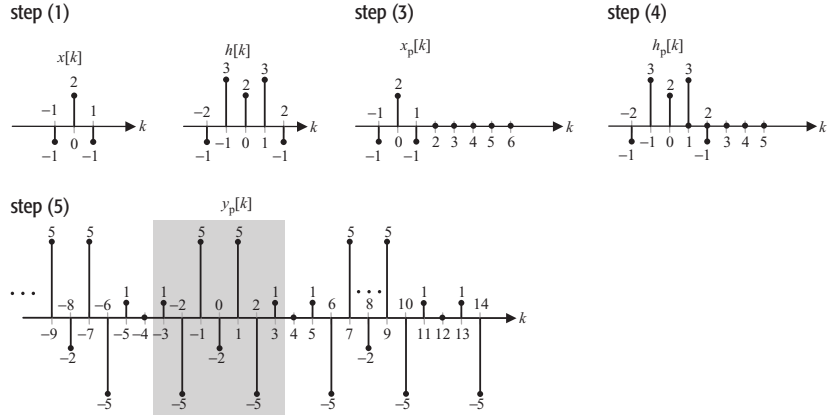 step (1) step (3) step (4)
x[k] h[k] x_p[k] h_p[k]
3 3 3 3
2 2 2 2
−1 1 −2 2 −1 1 −2 2
k k k k
0 −1 0 1 0 2 3 4 5 6 −1 0 1 3 4 5
−1 −1 −1 −1 −1 −1 −1 −1
step (5) y_p[k]
5 5 5 5 5 5
... −8 −6 1 1 −2 0 2 1 1 6 ... 8 10 1 1 14
k
−9 −7 −5 −4 −3 −1 1 3 4 5 7 9 11 12 13
−2 −2 −2
−5 −5 −5 −5 −5 −5